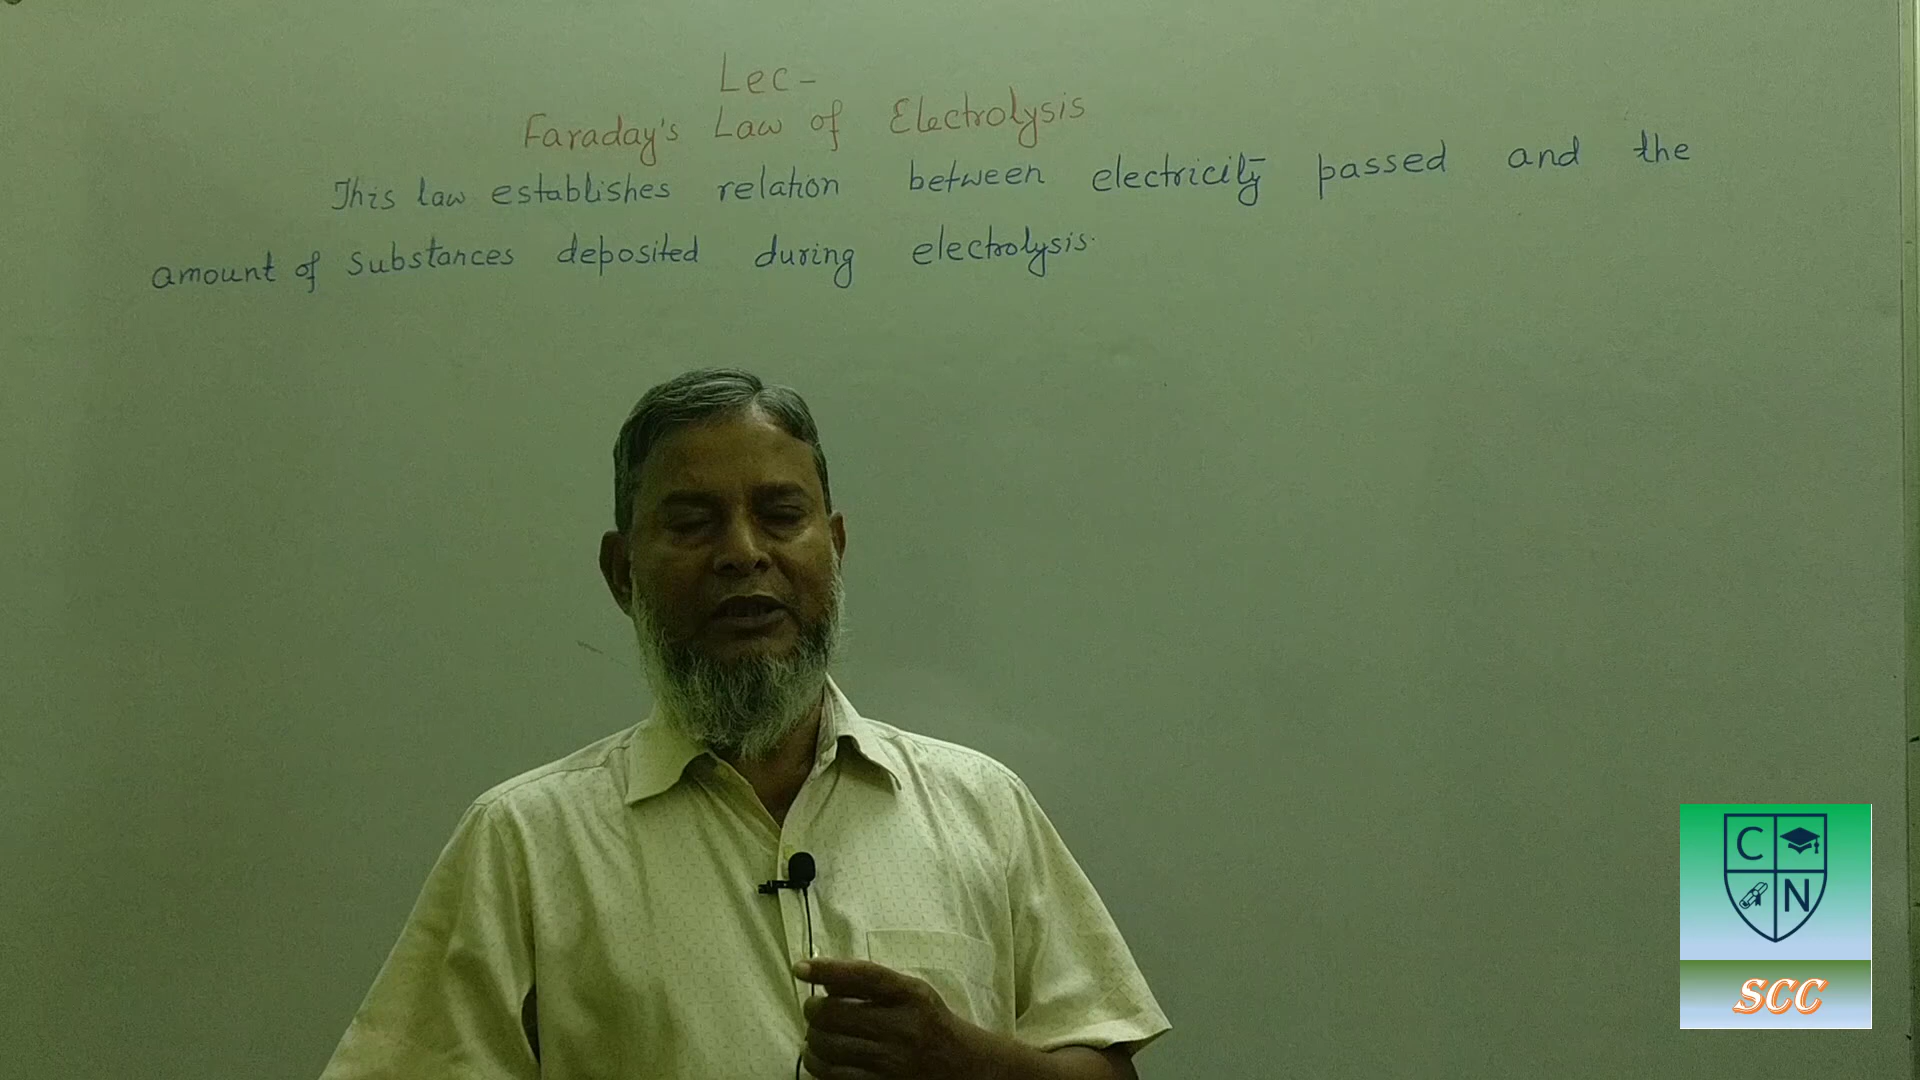 Lec-
Faraday's Law of Electrolysis
This law establishes relation between electricity passed and the
amount of substances deposited during electrolysis.
C
N
SCC